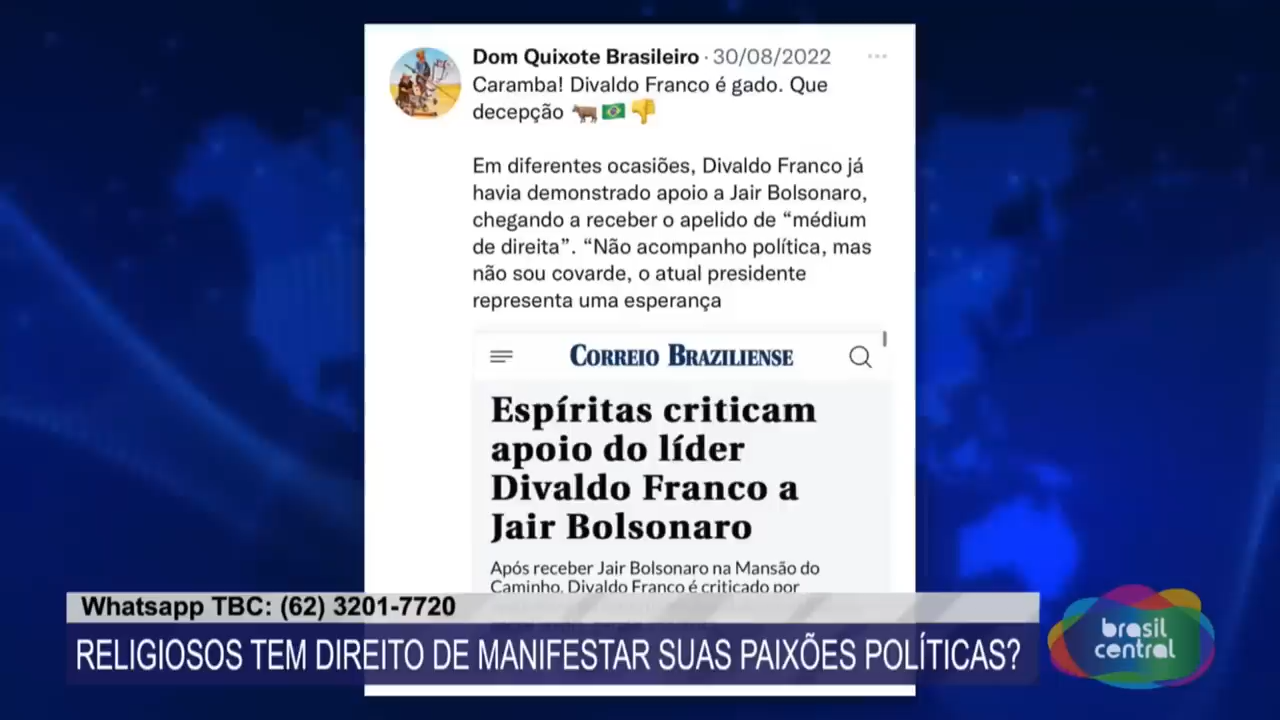 Dom Quixote Brasileiro · 30/08/2022
Caramba! Divaldo Franco é gado. Que
decepção 🐂🇧🇷👎
Em diferentes ocasiões, Divaldo Franco já
havia demonstrado apoio a Jair Bolsonaro,
chegando a receber o apelido de “médium
de direita”. “Não acompanho política, mas
não sou covarde, o atual presidente
representa uma esperança
CORREIO BRAZILIENSE
Espíritas criticam
apoio do líder
Divaldo Franco a
Jair Bolsonaro
Após receber Jair Bolsonaro na Mansão do
Caminho, Divaldo Franco é criticado por
Whatsapp TBC: (62) 3201-7720
RELIGIOSOS TEM DIREITO DE MANIFESTAR SUAS PAIXÕES POLÍTICAS?
brasil
central